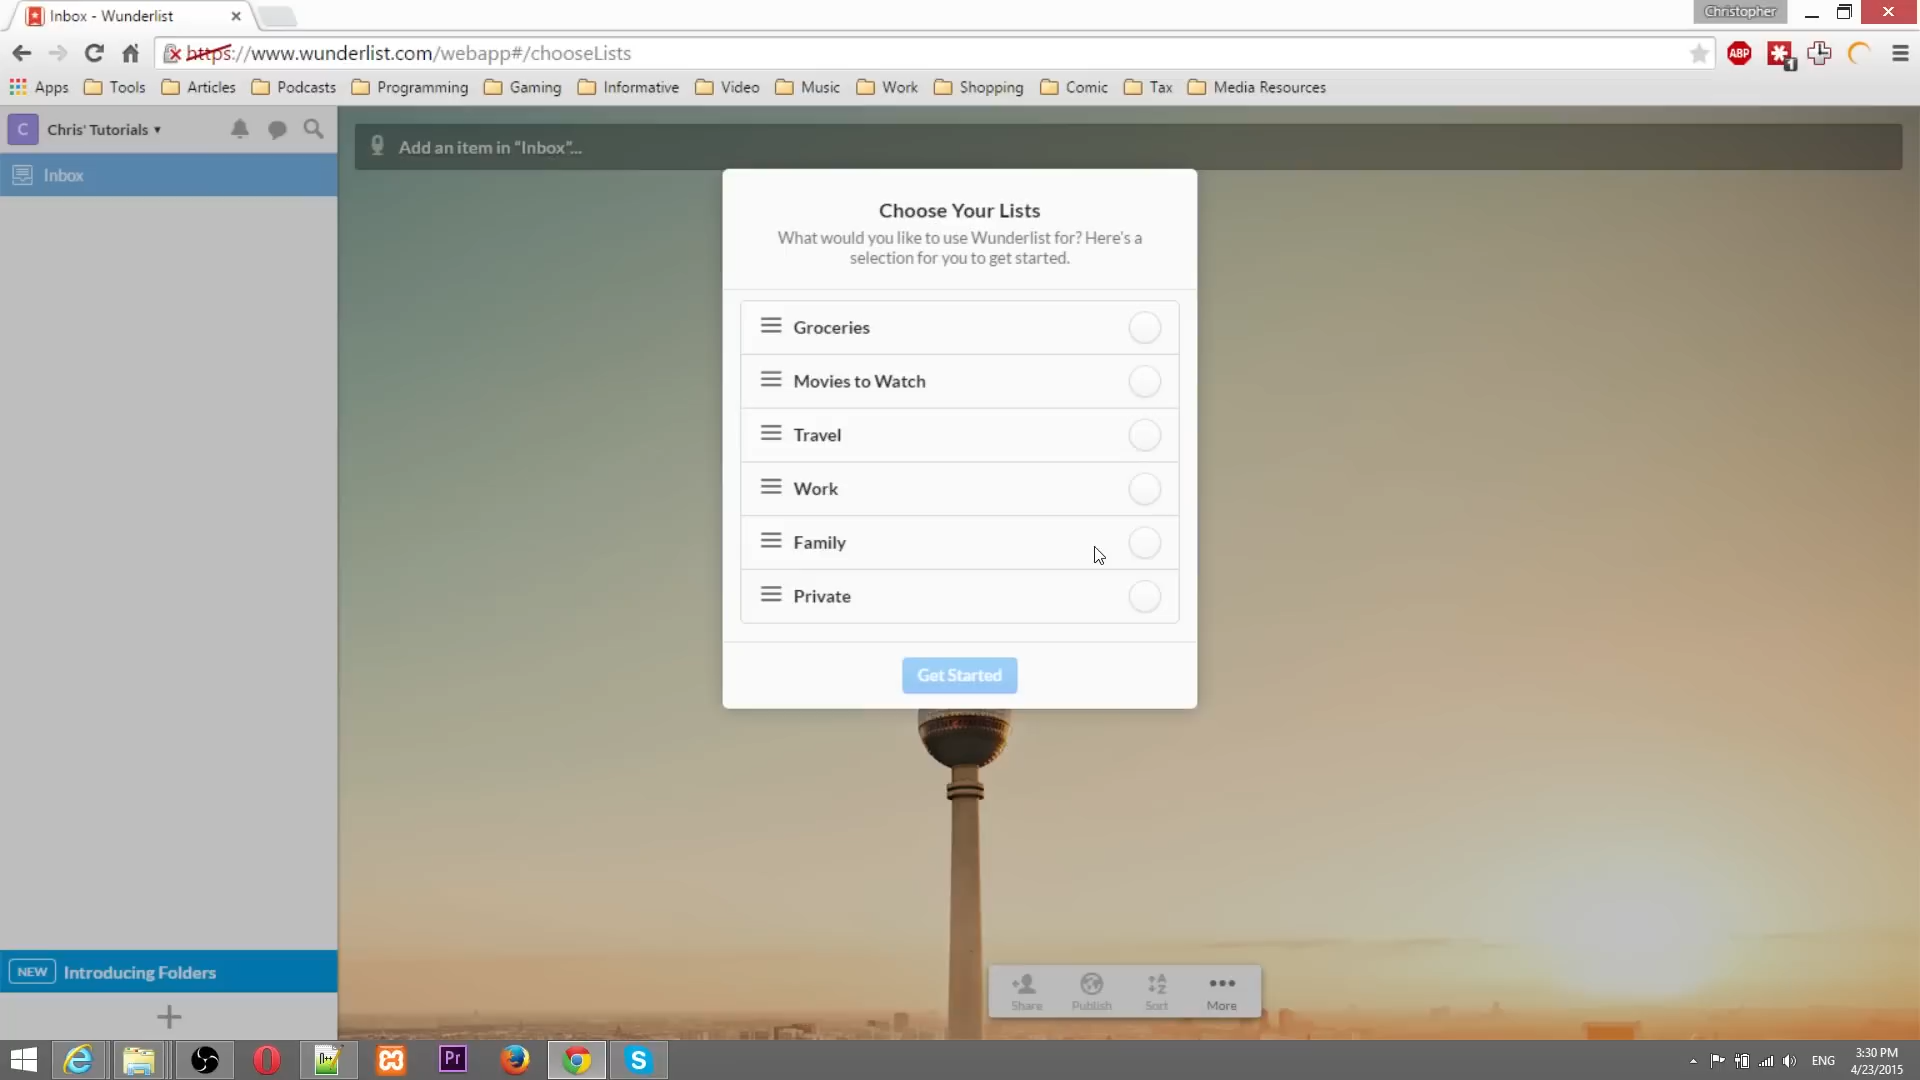 Inbox - Wunderlist
Christopher
https://www.wunderlist.com/webapp#/chooseLists
ABP
1
Apps Tools Articles Podcasts Programming Gaming Informative Video Music Work Shopping Comic Tax Media Resources
C Chris' Tutorials
Add an item in “Inbox”...
Inbox
Choose Your Lists
What would you like to use Wunderlist for? Here's a
selection for you to get started.
Groceries
Movies to Watch
Travel
Work
Family
Private
Get Started
NEW Introducing Folders
Share Publish Sort More
A
Z
Pr
S
ENG
3:30 PM
4/23/2015